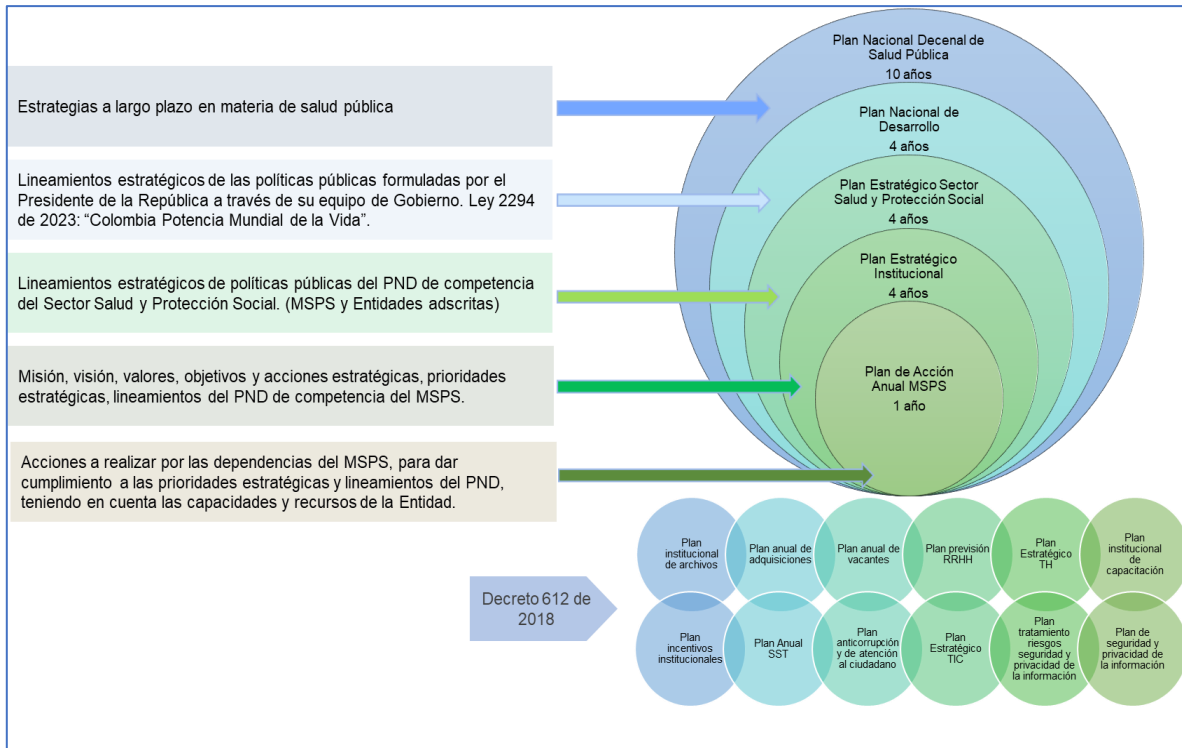 Plan Nacional Decenal de
Salud Pública
10 años
Estrategias a largo plazo en materia de salud pública
Plan Nacional de
Desarrollo
4 años
Lineamientos estratégicos de las políticas públicas formuladas por el
Presidente de la República a través de su equipo de Gobierno. Ley 2294
de 2023: “Colombia Potencia Mundial de la Vida”.
Plan Estratégico Sector
Salud y Protección Social
4 años
Lineamientos estratégicos de políticas públicas del PND de competencia
del Sector Salud y Protección Social. (MSPS y Entidades adscritas)
Plan Estratégico
Institucional
4 años
Misión, visión, valores, objetivos y acciones estratégicas, prioridades
estratégicas, lineamientos del PND de competencia del MSPS.
Plan de Acción
Anual MSPS
1 año
Acciones a realizar por las dependencias del MSPS, para dar
cumplimiento a las prioridades estratégicas y lineamientos del PND,
teniendo en cuenta las capacidades y recursos de la Entidad.
Decreto 612 de
2018
Plan
institucional
de archivos
Plan anual de
adquisiciones
Plan anual de
vacantes
Plan previsión
RRHH
Plan
Estratégico
TH
Plan
institucional
de
capacitación
Plan
incentivos
institucionales
Plan Anual
SST
Plan
anticorrupción
y de atención
al ciudadano
Plan
Estratégico
TIC
Plan
tratamiento
riesgos
seguridad y
privacidad de
la información
Plan de
seguridad y
privacidad de
la información